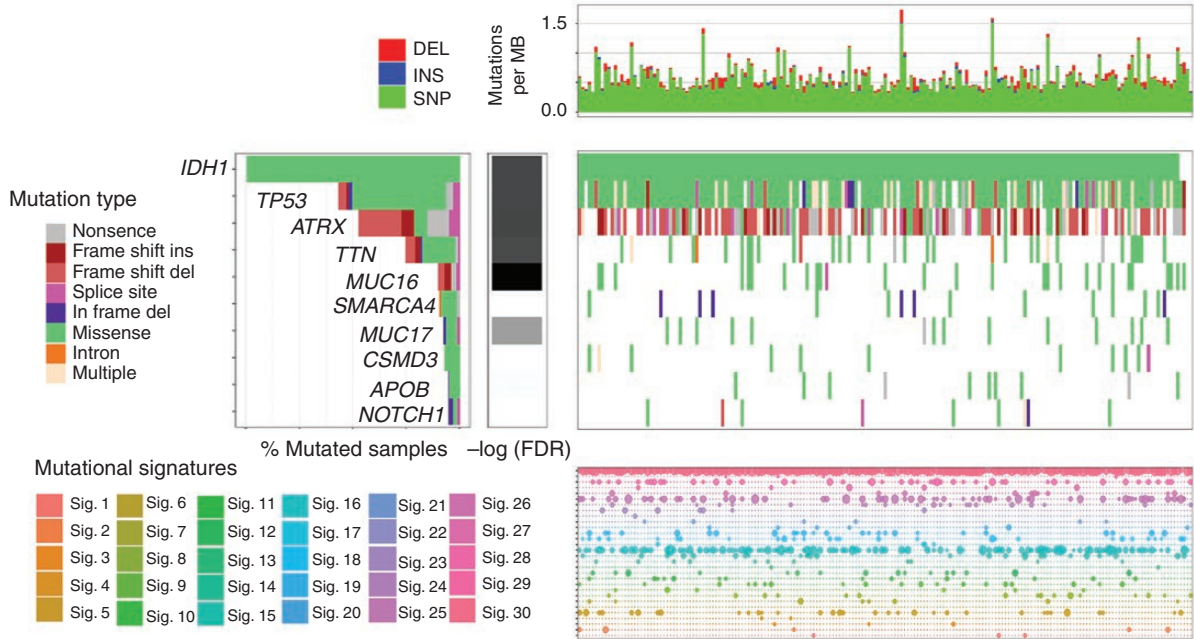 DEL
INS
SNP
Mutations
per MB
1.5
0.0
Mutation type
Nonsence
Frame shift ins
Frame shift del
Splice site
In frame del
Missense
Intron
Multiple
IDH1
TP53
ATRX
TTN
MUC16
SMARCA4
MUC17
CSMD3
APOB
NOTCH1
% Mutated samples
–log (FDR)
Mutational signatures
Sig. 1
Sig. 2
Sig. 3
Sig. 4
Sig. 5
Sig. 6
Sig. 7
Sig. 8
Sig. 9
Sig. 10
Sig. 11
Sig. 12
Sig. 13
Sig. 14
Sig. 15
Sig. 16
Sig. 17
Sig. 18
Sig. 19
Sig. 20
Sig. 21
Sig. 22
Sig. 23
Sig. 24
Sig. 25
Sig. 26
Sig. 27
Sig. 28
Sig. 29
Sig. 30